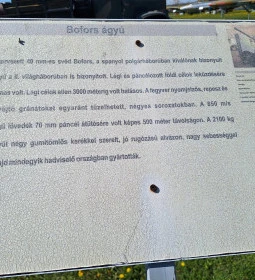 Bofors ágyú
tervezett 40 mm-es svéd Bofors, a spanyol polgárháborúban kiválónak bizonyult
a II. világháborúban is bizonyított. Légi és páncélozott földi célok leküzdésére
volt. Légi célok ellen 3000 méterig volt hatásos. A fegyver nyomjelzős, repesz és
gránátokat egyaránt tüzelhetett, négyes sorozatokban. A 850 m/s
lövedék 70 mm páncél átütésére volt képes 500 méter távolságon. A 2100 kg
négy gumitömlős kerékkel szerelt, jó rugózású alvázon, nagy sebességgel
mindegyik hadviselő országban gyártották.